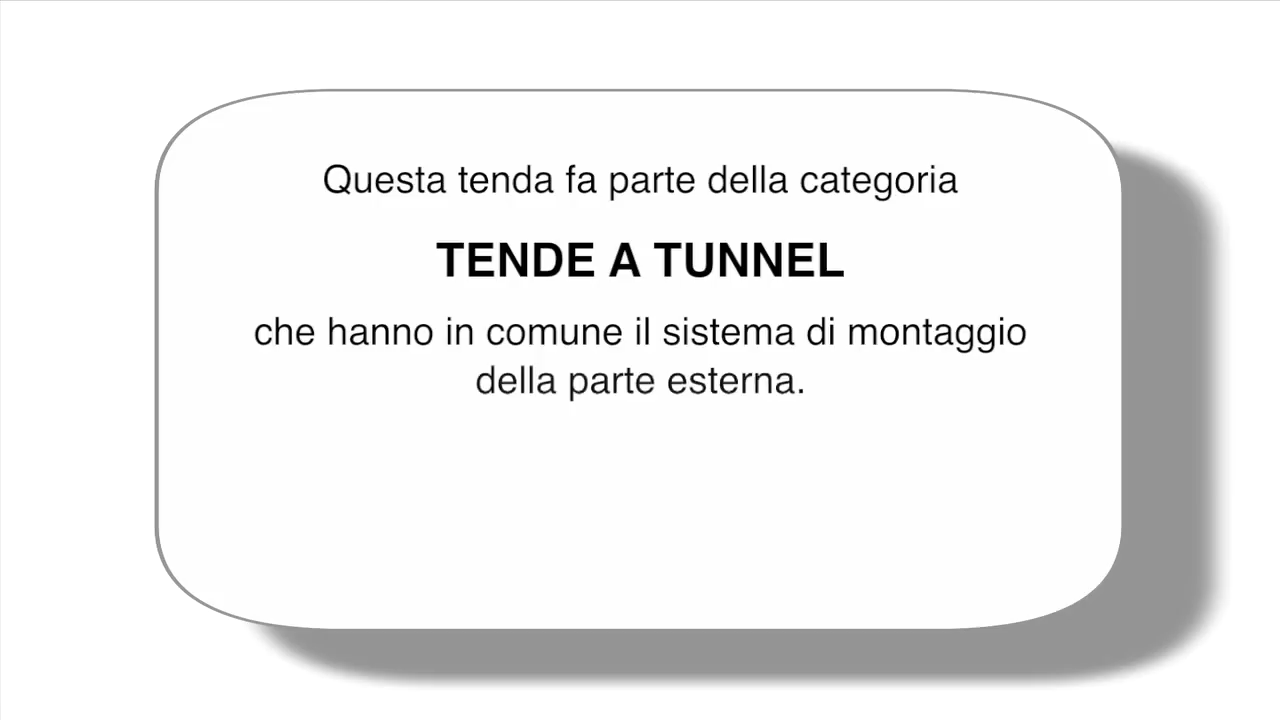 Questa tenda fa parte della categoria
TENDE A TUNNEL
che hanno in comune il sistema di montaggio
della parte esterna.